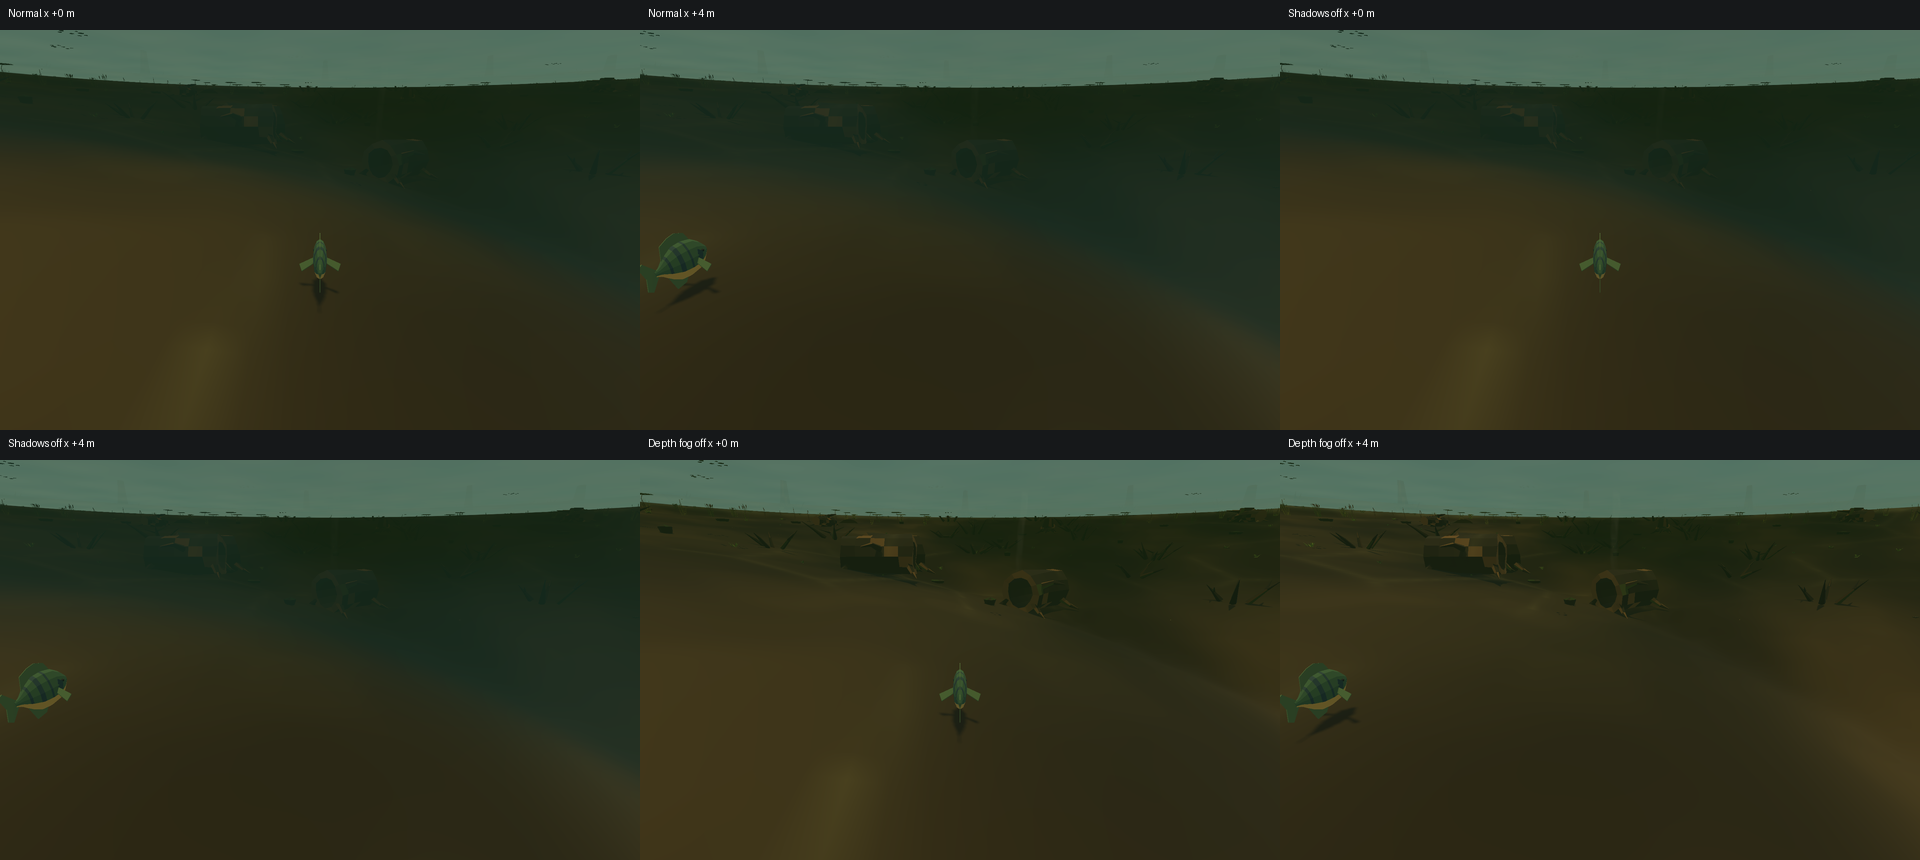 Normal x +0 m
Normal x +4 m
Shadows off x +0 m
Shadows off x +4 m
Depth fog off x +0 m
Depth fog off x +4 m